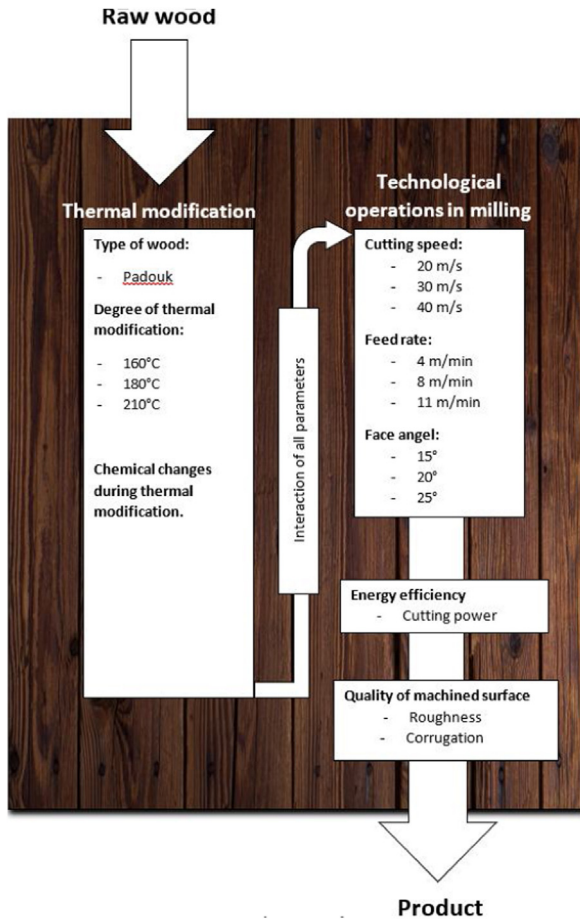 Raw wood
Thermal modification
Type of wood:
- Padouk
Degree of thermal
modification:
- 160°C
- 180°C
- 210°C
Chemical changes
during thermal
modification.
Interaction of all parameters
Technological
operations in milling
Cutting speed:
- 20 m/s
- 30 m/s
- 40 m/s
Feed rate:
- 4 m/min
- 8 m/min
- 11 m/min
Face angel:
- 15°
- 20°
- 25°
Energy efficiency
- Cutting power
Quality of machined surface
- Roughness
- Corrugation
Product